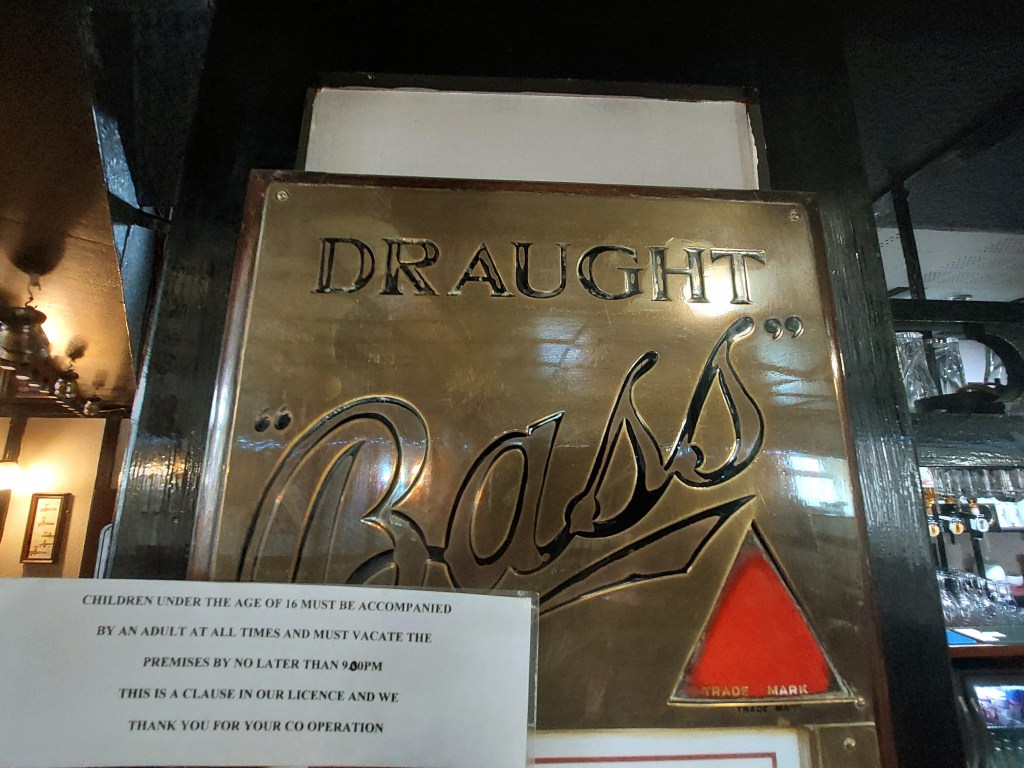 DRAUGHT
“Bass”
TRADE MARK
TRADE MARK
CHILDREN UNDER THE AGE OF 16 MUST BE ACCOMPANIED
BY AN ADULT AT ALL TIMES AND MUST VACATE THE
PREMISES BY NO LATER THAN 9.00PM
THIS IS A CLAUSE IN OUR LICENCE AND WE
THANK YOU FOR YOUR CO OPERATION